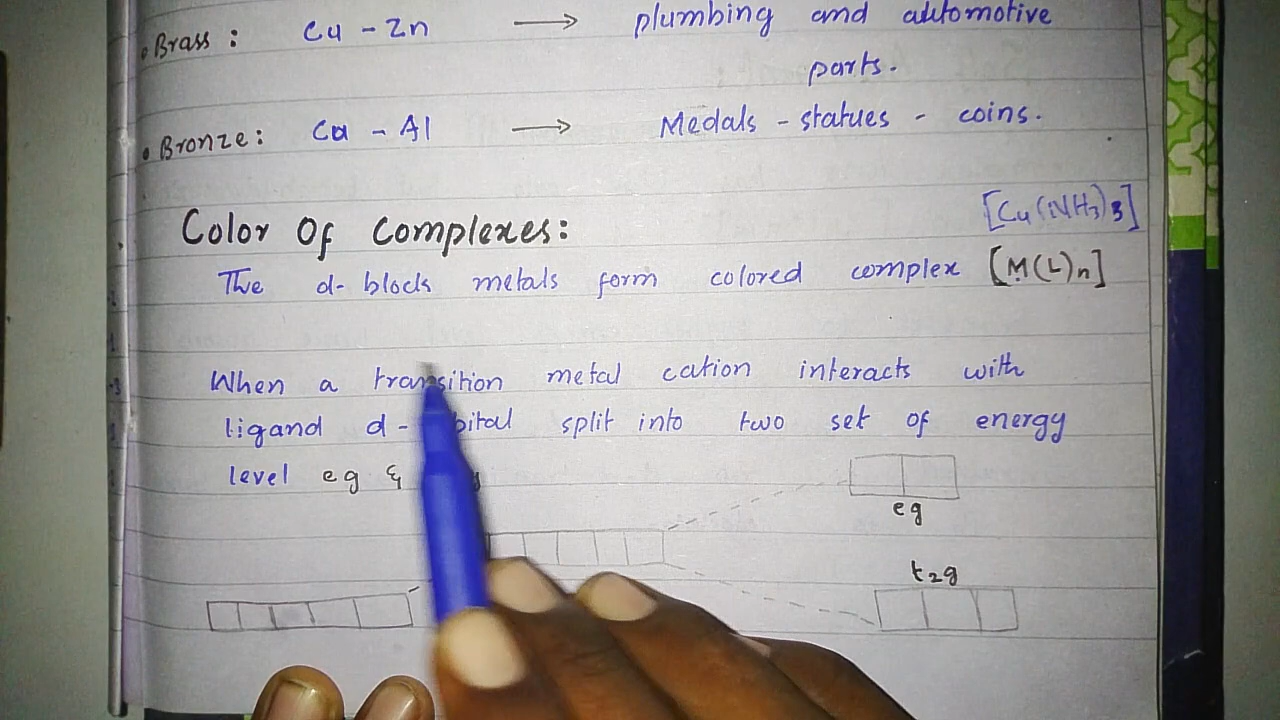 • Brass : Cu - Zn → plumbing and automotive
parts.
• Bronze : Cu - Al → Medals - statues - coins.
Color Of Complexes :
[Cu(NH3)3]
The d- block metals form colored complex [M(L)n]
When a transition metal cation interacts with
ligand d- split into two set of energy
level eg &
eg
t2g